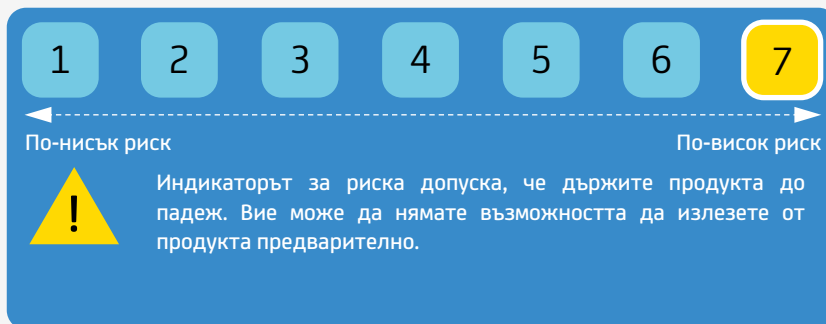 1 2 3 4 5 6 7
По-нисък риск По-висок риск
! Индикаторът за риска допуска, че държите продукта до
падеж. Вие може да нямате възможността да излезете от
продукта предварително.